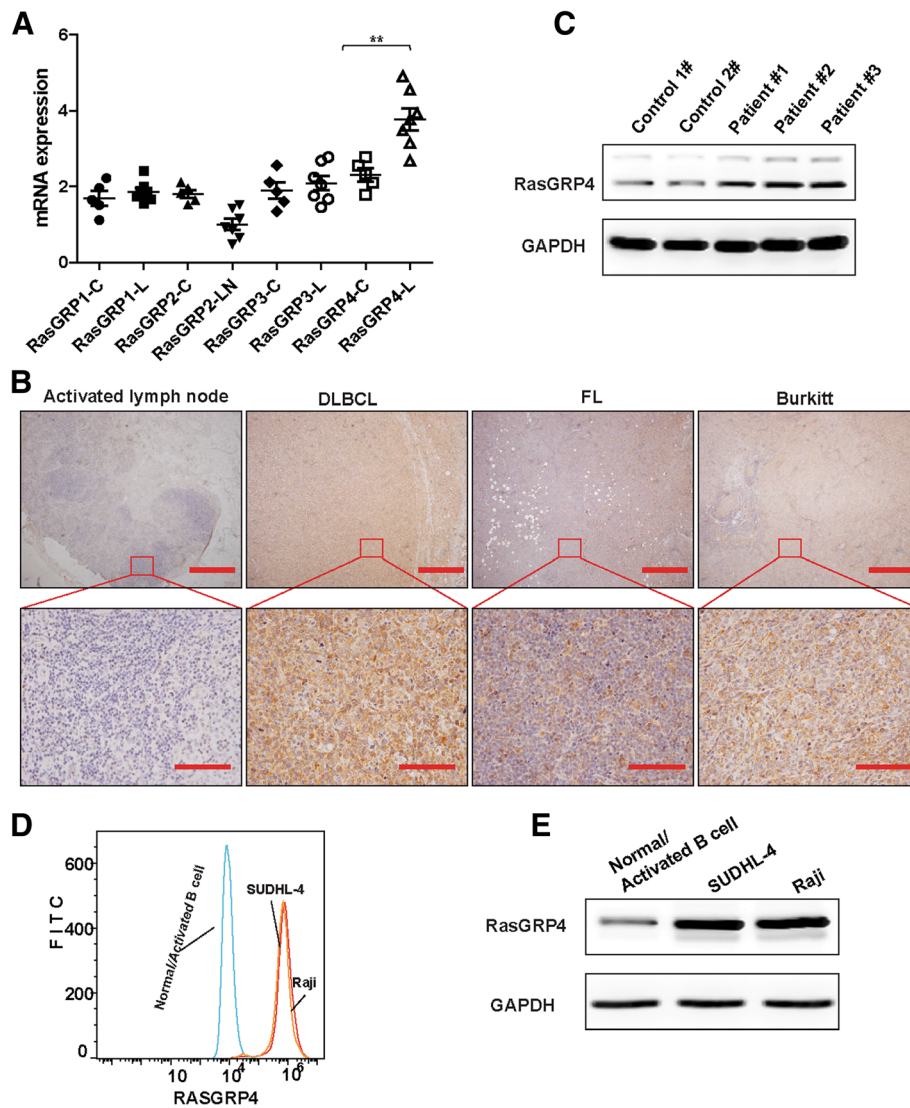 A
mRNA expression
6
4
2
0
**
RasGRP1-C
RasGRP1-L
RasGRP2-C
RasGRP2-LN
RasGRP3-C
RasGRP3-L
RasGRP4-C
RasGRP4-L
C
Control 1#
Control 2#
Patient #1
Patient #2
Patient #3
RasGRP4
GAPDH
B
Activated lymph node
DLBCL
FL
Burkitt
D
FITC
600
400
200
0
Normal/Activated B cell
SUDHL-4
Raji
10 10 4 10 6
RASGRP4
E
Normal/
Activated B cell
SUDHL-4
Raji
RasGRP4
GAPDH